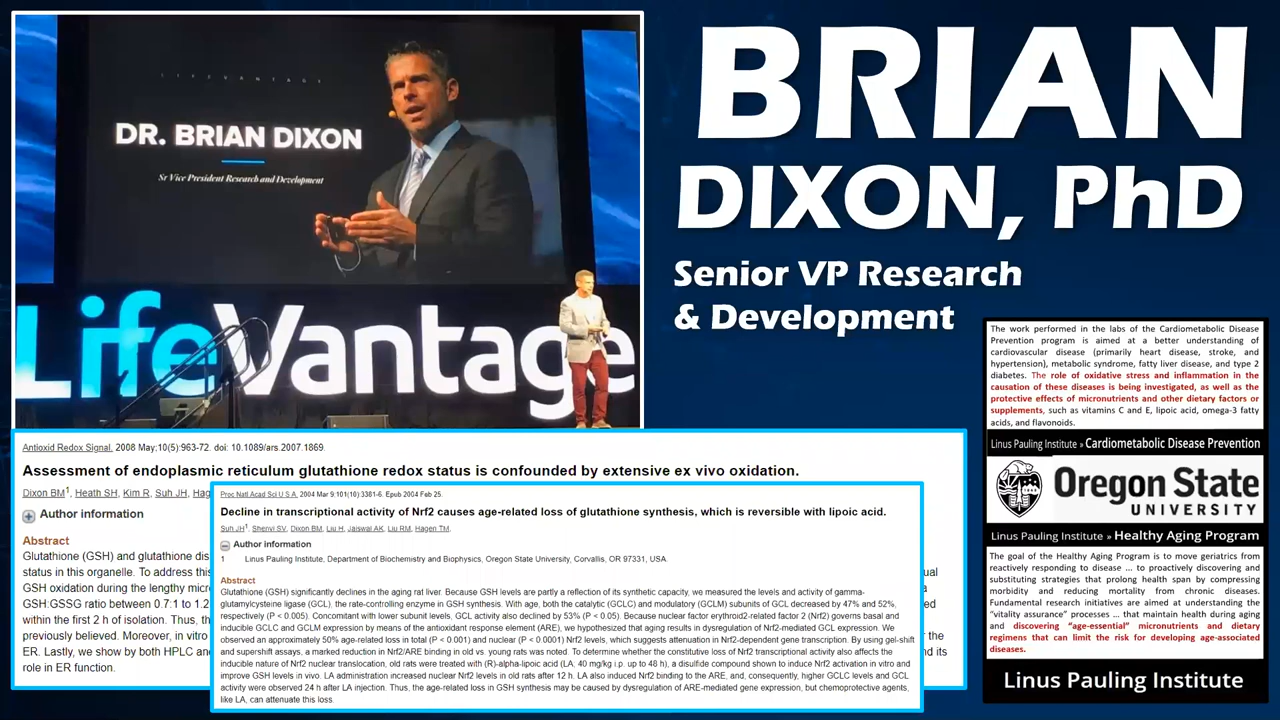 LIFEVANTAGE
DR. BRIAN DIXON
Sr Vice President Research and Development
LifeVantage
BRIAN
DIXON, PhD
Senior VP Research
& Development
Antioxid Redox Signal. 2008 May;10(5):963-72. doi: 10.1089/ars.2007.1869.
Assessment of endoplasmic reticulum glutathione redox status is confounded by extensive ex vivo oxidation.
Dixon BM1, Heath SH, Kim R, Suh JH, Hag
Author information
Abstract
Glutathione (GSH) and glutathione dis
status in this organelle. To address this
GSH oxidation during the lengthy micro
GSH:GSSG ratio between 0.7:1 to 1.2
within the first 2 h of isolation. Thus, th
previously believed. Moreover, in vitro
ER. Lastly, we show by both HPLC and
role in ER function.
Proc Natl Acad Sci U S A. 2004 Mar 9;101(10):3381-6. Epub 2004 Feb 25.
Decline in transcriptional activity of Nrf2 causes age-related loss of glutathione synthesis, which is reversible with lipoic acid.
Suh JH1, Shenvi SV, Dixon BM, Liu H, Jaiswal AK, Liu RM, Hagen TM.
Author information
1 Linus Pauling Institute, Department of Biochemistry and Biophysics, Oregon State University, Corvallis, OR 97331, USA.
Abstract
Glutathione (GSH) significantly declines in the aging rat liver. Because GSH levels are partly a reflection of its synthetic capacity, we measured the levels and activity of gamma-
glutamylcysteine ligase (GCL), the rate-controlling enzyme in GSH synthesis. With age, both the catalytic (GCLC) and modulatory (GCLM) subunits of GCL decreased by 47% and 52%,
respectively (P < 0.005). Concomitant with lower subunit levels, GCL activity also declined by 53% (P < 0.05). Because nuclear factor erythroid2-related factor 2 (Nrf2) governs basal and
inducible GCLC and GCLM expression by means of the antioxidant response element (ARE), we hypothesized that aging results in dysregulation of Nrf2-mediated GCL expression. We
observed an approximately 50% age-related loss in total (P < 0.001) and nuclear (P < 0.0001) Nrf2 levels, which suggests attenuation in Nrf2-dependent gene transcription. By using gel-shift
and supershift assays, a marked reduction in Nrf2/ARE binding in old vs. young rats was noted. To determine whether the constitutive loss of Nrf2 transcriptional activity also affects the
inducible nature of Nrf2 nuclear translocation, old rats were treated with (R)-alpha-lipoic acid (LA, 40 mg/kg i.p. up to 48 h), a disulfide compound shown to induce Nrf2 activation in vitro and
improve GSH levels in vivo. LA administration increased nuclear Nrf2 levels in old rats after 12 h. LA also induced Nrf2 binding to the ARE, and, consequently, higher GCLC levels and GCL
activity were observed 24 h after LA injection. Thus, the age-related loss in GSH synthesis may be caused by dysregulation of ARE-mediated gene expression, but chemoprotective agents,
like LA, can attenuate this loss.
The work performed in the labs of the Cardiometabolic Disease
Prevention program is aimed at a better understanding of
cardiovascular disease (primarily heart disease, stroke, and
hypertension), metabolic syndrome, fatty liver disease, and type 2
diabetes. The role of oxidative stress and inflammation in the
causation of these diseases is being investigated, as well as the
protective effects of micronutrients and other dietary factors or
supplements, such as vitamins C and E, lipoic acid, omega-3 fatty
acids, and flavonoids.
Linus Pauling Institute » Cardiometabolic Disease Prevention
Oregon State
UNIVERSITY
Linus Pauling Institute » Healthy Aging Program
The goal of the Healthy Aging Program is to move geriatrics from
reactively responding to disease ... to proactively discovering and
substituting strategies that prolong health span by compressing
morbidity and reducing mortality from chronic diseases.
Fundamental research initiatives are aimed at understanding the
"vitality assurance" processes ... that maintain health during aging
and discovering "age-essential" micronutrients and dietary
regimens that can limit the risk for developing age-associated
diseases.
Linus Pauling Institute